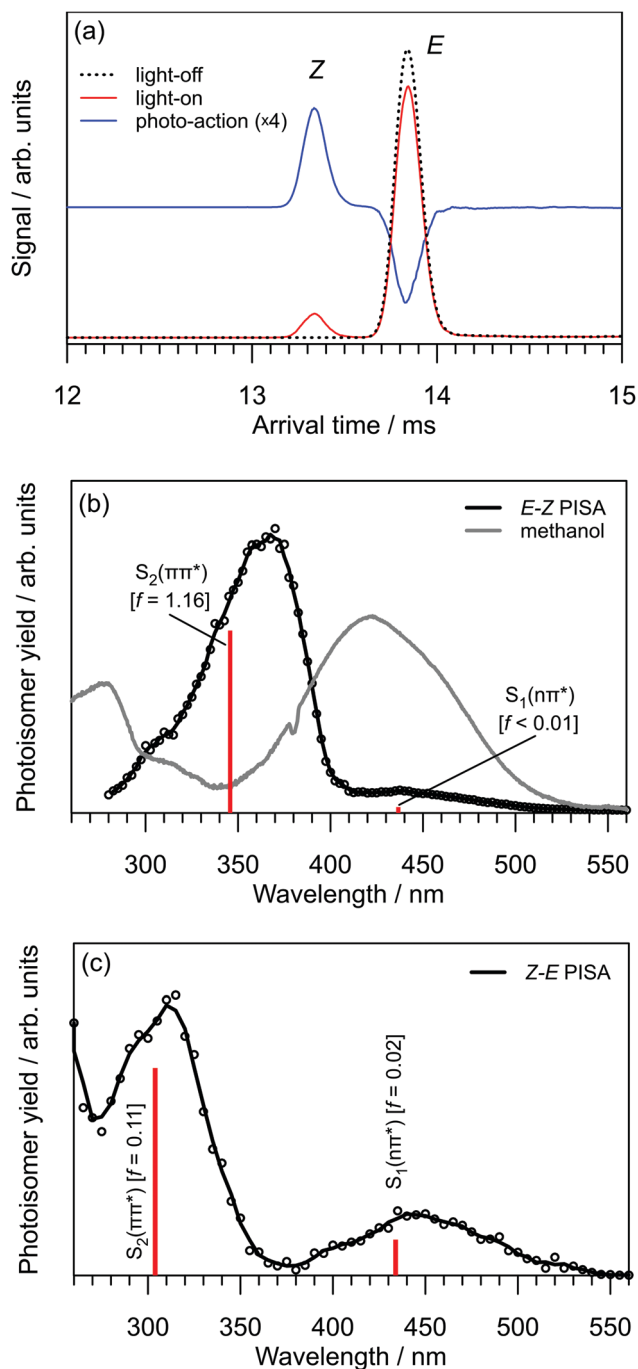 (a)
Z
E
light-off
light-on
photo-action (×4)
Signal / arb. units
12
13
14
15
Arrival time / ms
(b)
E-Z PISA
methanol
S₂(ππ*)
[f = 1.16]
S₁(nπ*)
[f < 0.01]
Photoisomer yield / arb. units
300
350
400
450
500
550
Wavelength / nm
(c)
Z-E PISA
S₂(ππ*) [f = 0.11]
S₁(nπ*) [f = 0.02]
Photoisomer yield / arb. units
300
350
400
450
500
550
Wavelength / nm